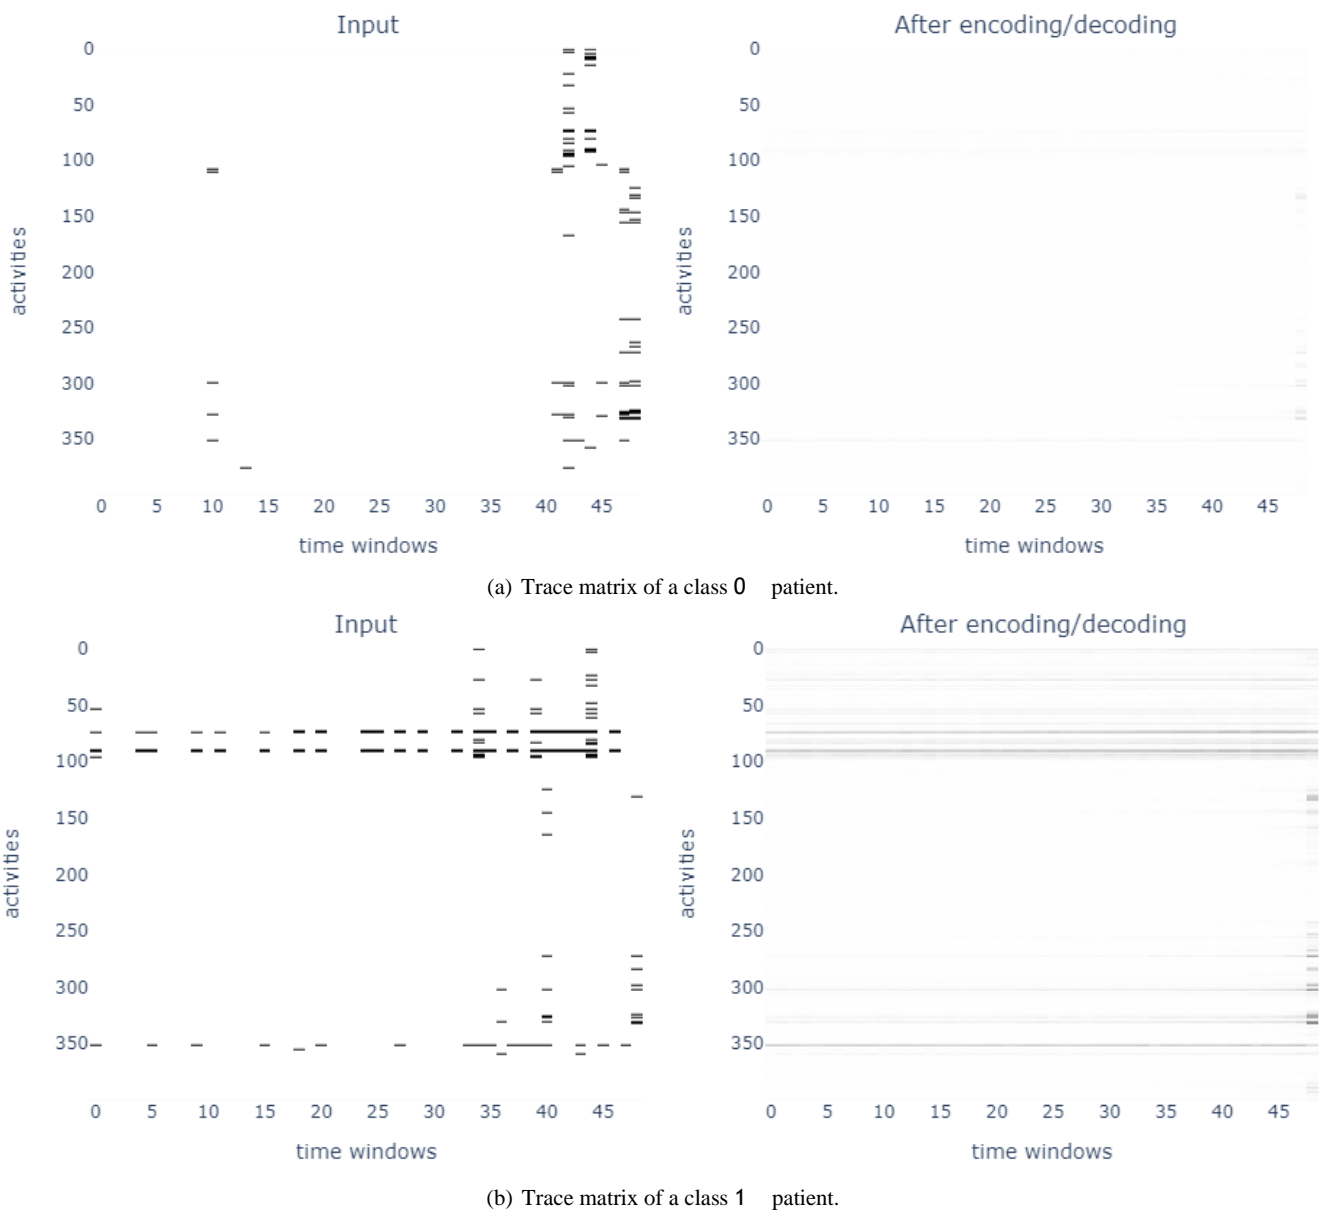 Input After encoding/decoding
0 0
50 50
100 100
150 150
200 200
250 250
300 300
350 350
activities activities
0 5 10 15 20 25 30 35 40 45 0 5 10 15 20 25 30 35 40 45
time windows time windows
(a) Trace matrix of a class 0 patient.
Input After encoding/decoding
0 0
50 50
100 100
150 150
200 200
250 250
300 300
350 350
activities activities
0 5 10 15 20 25 30 35 40 45 0 5 10 15 20 25 30 35 40 45
time windows time windows
(b) Trace matrix of a class 1 patient.